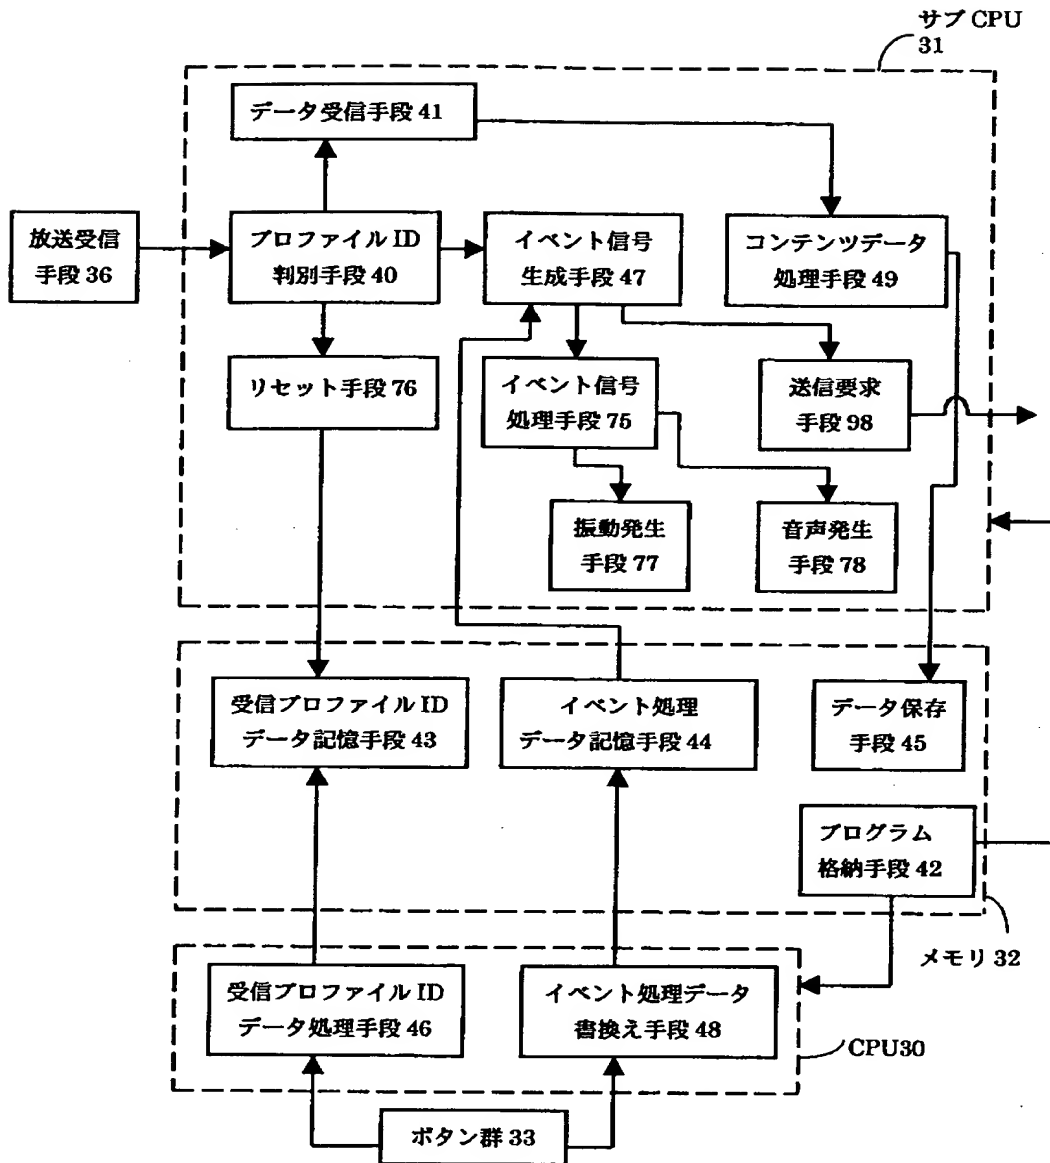 サブ CPU
31
データ受信手段 41
放送受信
手段 36
プロファイル ID
判別手段 40
イベント信号
生成手段 47
コンテンツデータ
処理手段 49
リセット手段 76
イベント信号
処理手段 75
送信要求
手段 98
振動発生
手段 77
音声発生
手段 78
受信プロファイル ID
データ記憶手段 43
イベント処理
データ記憶手段 44
データ保存
手段 45
プログラム
格納手段 42
メモリ 32
受信プロファイル ID
データ処理手段 46
イベント処理データ
書換え手段 48
CPU30
ボタン群 33